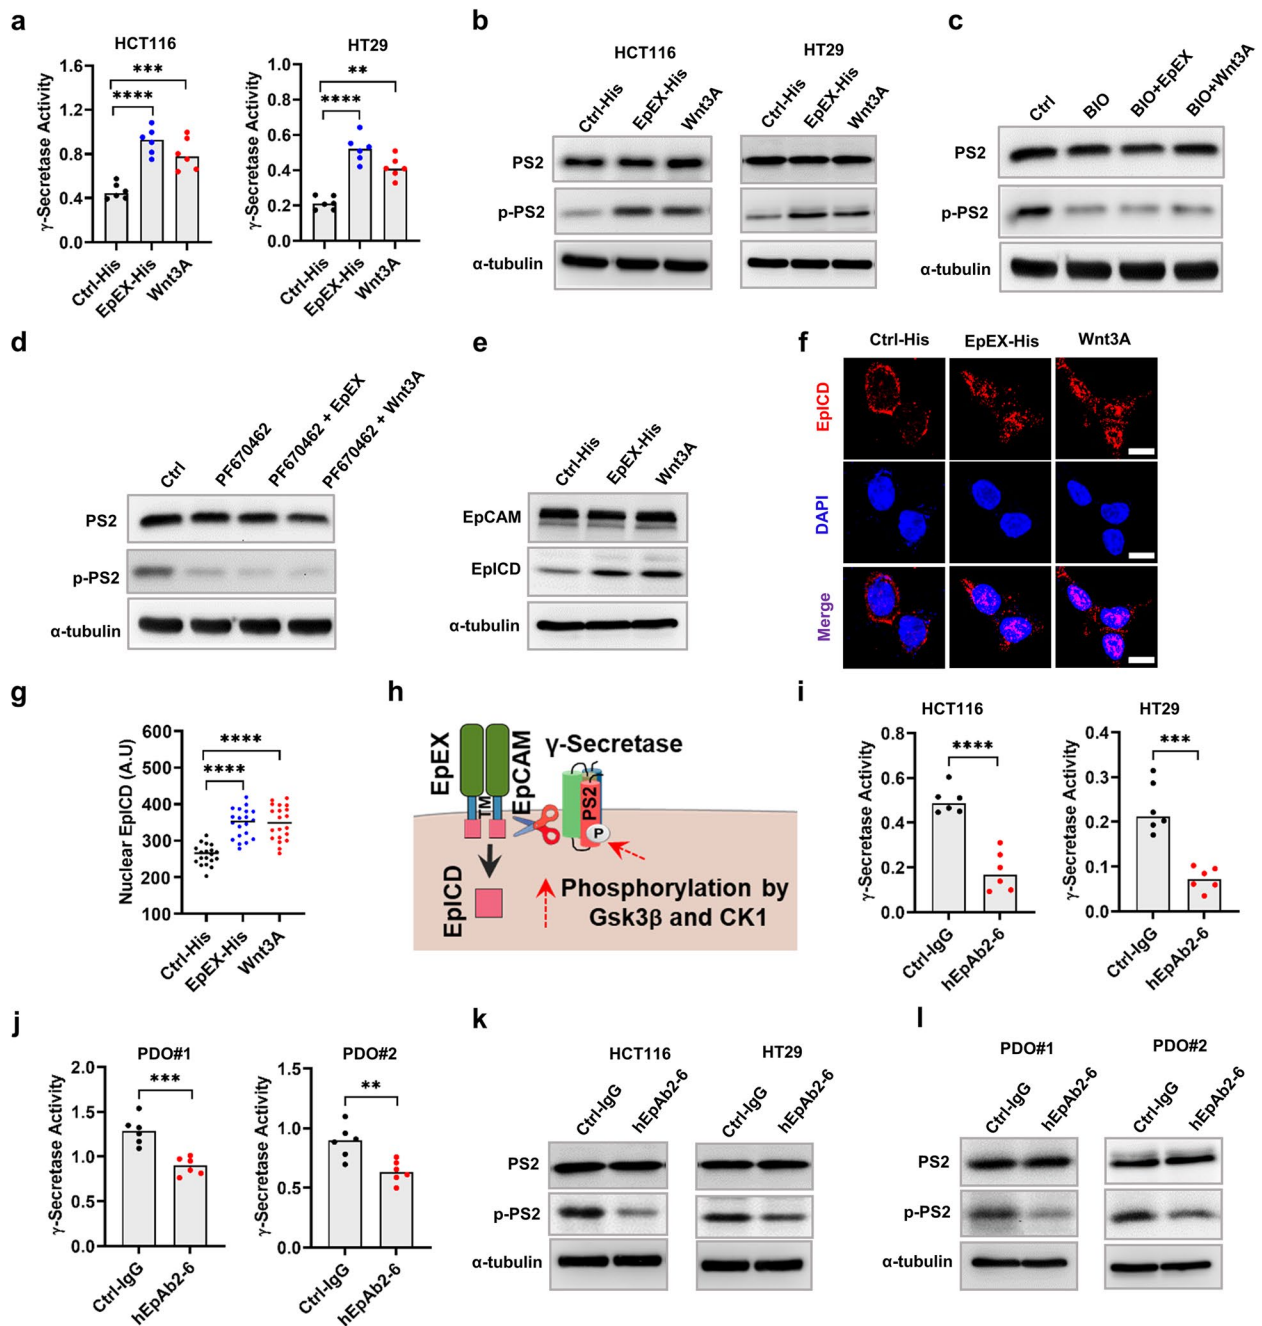 a
HCT116
γ-Secretase Activity
1.6
1.2
0.8
0.4
0.0
***
****
Ctrl-His
EpEX-His
Wnt3A
HT29
γ-Secretase Activity
1.0
0.8
0.6
0.4
0.2
0.0
**
****
Ctrl-His
EpEX-His
Wnt3A
b
HCT116
HT29
Ctrl-His
EpEX-His
Wnt3A
Ctrl-His
EpEX-His
Wnt3A
PS2
p-PS2
α-tubulin
c
Ctrl
BIO
BIO+EpEX
BIO+Wnt3A
PS2
p-PS2
α-tubulin
d
Ctrl
PF670462
PF670462 + EpEX
PF670462 + Wnt3A
PS2
p-PS2
α-tubulin
e
Ctrl-His
EpEX-His
Wnt3A
EpCAM
EpICD
α-tubulin
f
Ctrl-His
EpEX-His
Wnt3A
EpICD
DAPI
Merge
g
Nuclear EpICD (A.U)
600
500
400
300
200
100
****
****
Ctrl-His
EpEX-His
Wnt3A
h
EpEX
EpCAM
TM
γ-Secretase
PS2
P
EpICD
Phosphorylation by
Gsk3β and CK1
i
HCT116
γ-Secretase Activity
0.8
0.6
0.4
0.2
0.0
****
Ctrl-IgG
hEpAb2-6
HT29
γ-Secretase Activity
0.4
0.3
0.2
0.1
0.0
***
Ctrl-IgG
hEpAb2-6
j
PDO#1
γ-Secretase Activity
2.0
1.5
1.0
0.5
0.0
***
Ctrl-IgG
hEpAb2-6
PDO#2
γ-Secretase Activity
1.5
1.0
0.5
0.0
**
Ctrl-IgG
hEpAb2-6
k
HCT116
HT29
Ctrl-IgG
hEpAb2-6
Ctrl-IgG
hEpAb2-6
PS2
p-PS2
α-tubulin
l
PDO#1
PDO#2
Ctrl-IgG
hEpAb2-6
Ctrl-IgG
hEpAb2-6
PS2
p-PS2
α-tubulin